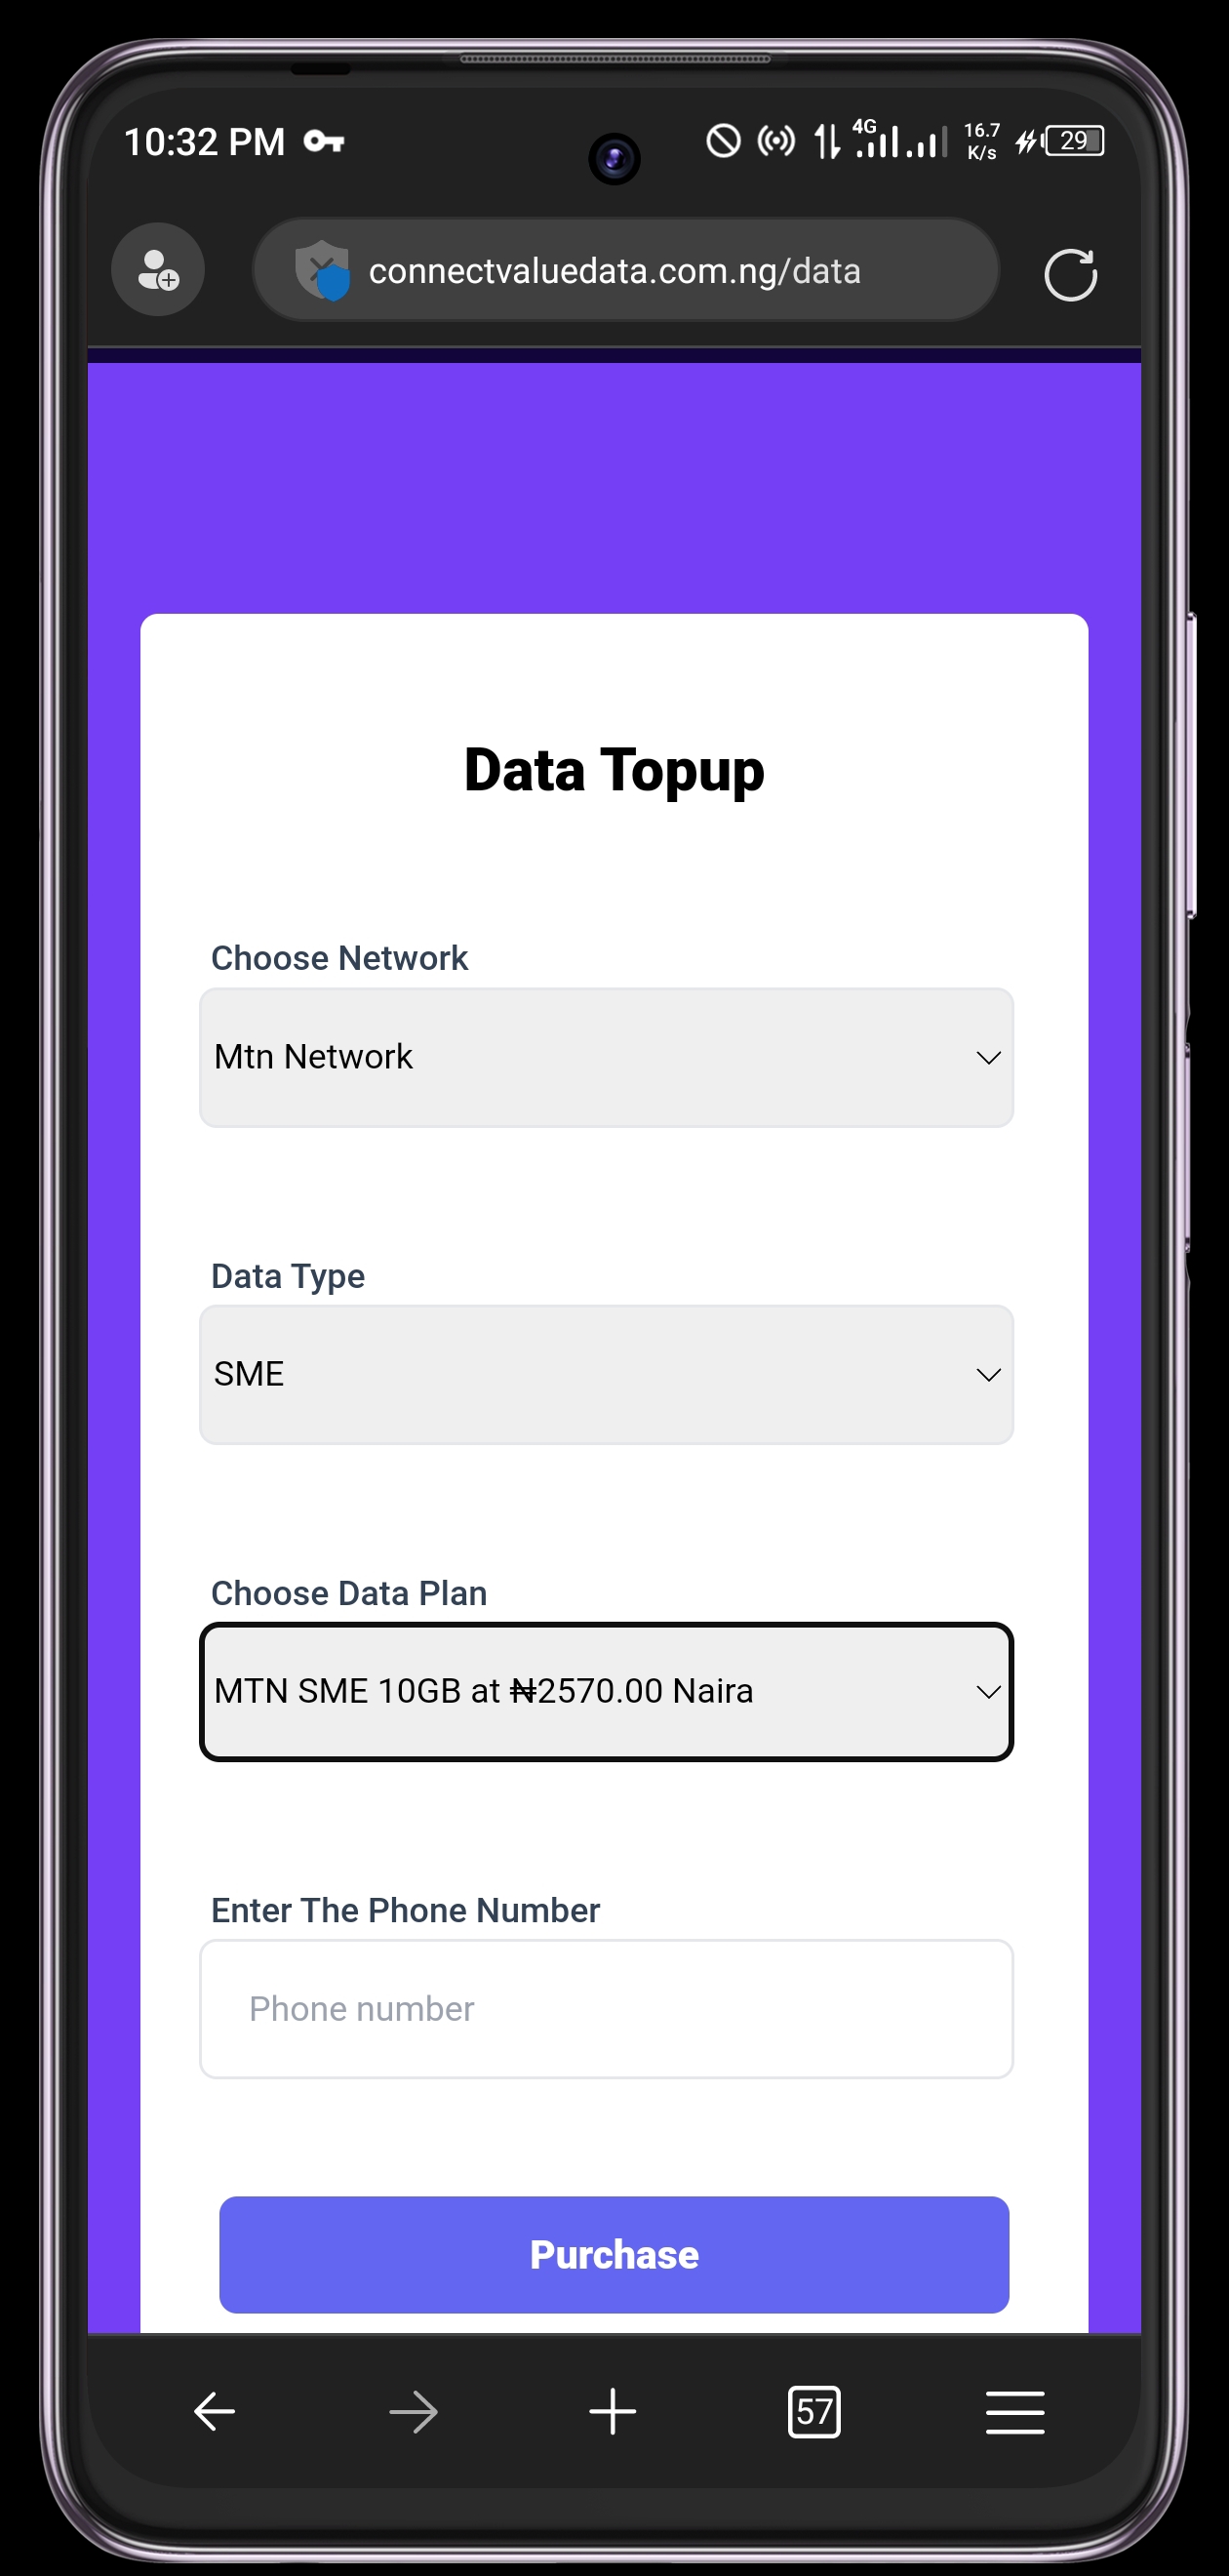 10:32 PM
4G
16.7
K/s
29
connectvaluedata.com.ng/data
Data Topup
Choose Network
Mtn Network
Data Type
SME
Choose Data Plan
MTN SME 10GB at ₦2570.00 Naira
Enter The Phone Number
Phone number
Purchase
57